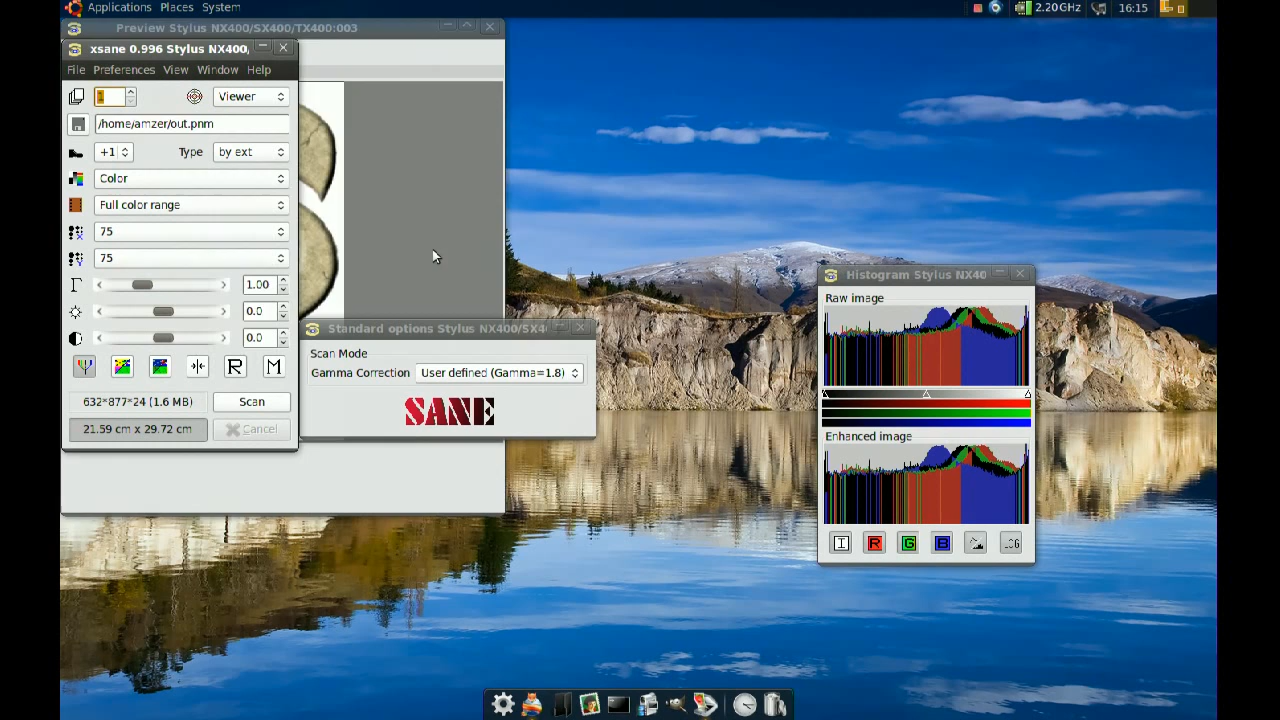 Applications Places System
2.20GHz
16:15
Preview Stylus NX400/SX400/TX400:003
xsane 0.996 Stylus NX400,
File Preferences View Window Help
1
Viewer
/home/amzer/out.pnm
+1
Type
by ext
Color
Full color range
75
75
1.00
0.0
0.0
R M
632*877*24 (1.6 MB)
Scan
21.59 cm x 29.72 cm
Cancel
Standard options Stylus NX400/SX4
Scan Mode
Gamma Correction
User defined (Gamma=1.8)
SANE
Histogram Stylus NX40
Raw image
Enhanced image
I R G B LOG